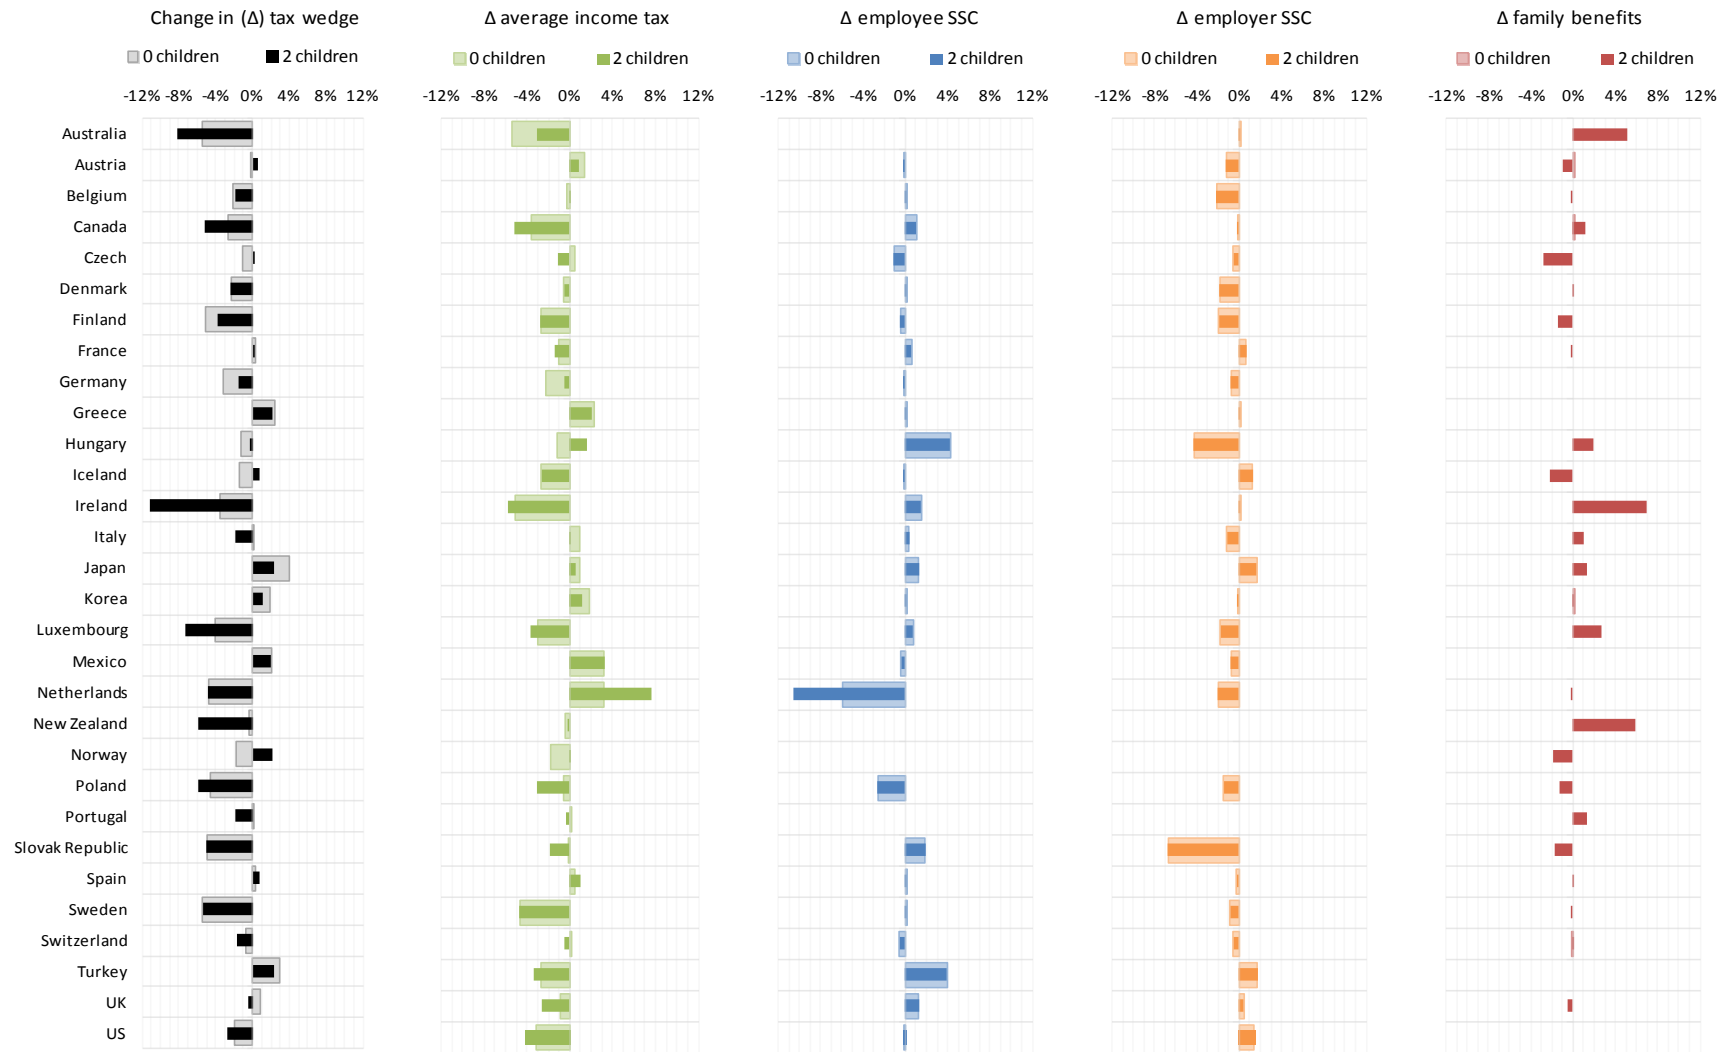 Change in (Δ) tax wedge Δ average income tax Δ employee SSC Δ employer SSC Δ family benefits
0 children 2 children 0 children 2 children 0 children 2 children 0 children 2 children 0 children 2 children
-12% -8% -4% 0% 4% 8% 12% -12% -8% -4% 0% 4% 8% 12% -12% -8% -4% 0% 4% 8% 12% -12% -8% -4% 0% 4% 8% 12% -12% -8% -4% 0% 4% 8% 12%
Australia
Austria
Belgium
Canada
Czech
Denmark
Finland
France
Germany
Greece
Hungary
Iceland
Ireland
Italy
Japan
Korea
Luxembourg
Mexico
Netherlands
New Zealand
Norway
Poland
Portugal
Slovak Republic
Spain
Sweden
Switzerland
Turkey
UK
US